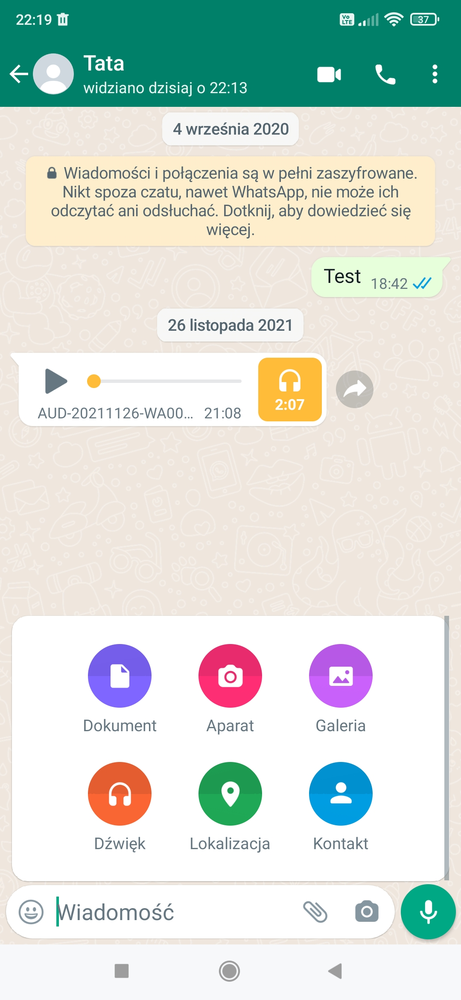 22:19
Vo LTE
37
Tata
widziano dzisiaj o 22:13
4 września 2020
Wiadomości i połączenia są w pełni zaszyfrowane.
Nikt spoza czatu, nawet WhatsApp, nie może ich
odczytać ani odsłuchać. Dotknij, aby dowiedzieć się
więcej.
Test 18:42
26 listopada 2021
2:07
AUD-20211126-WA00... 21:08
Dokument Aparat Galeria
Dźwięk Lokalizacja Kontakt
Wiadomość